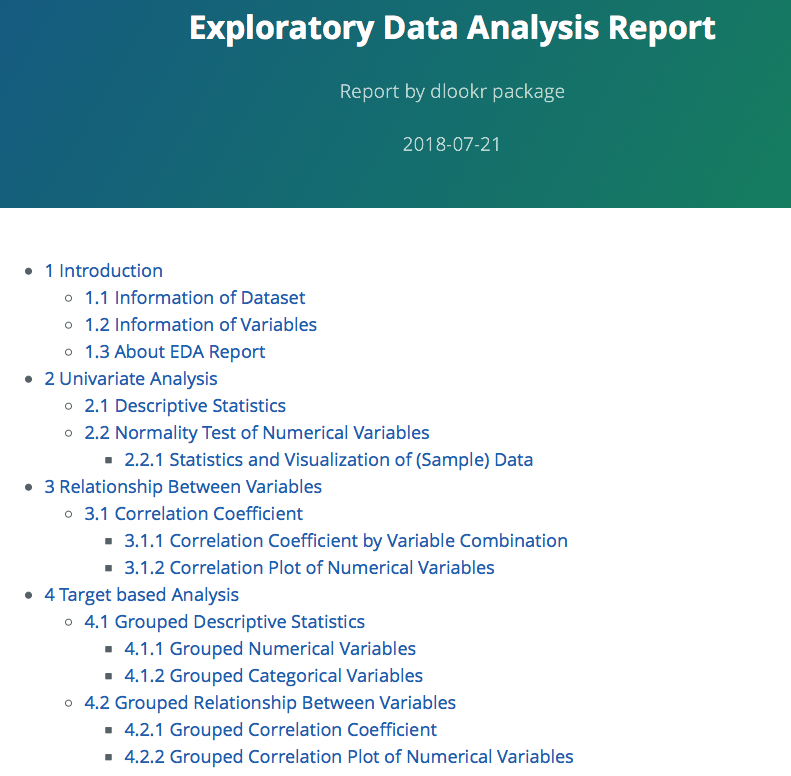 Exploratory Data Analysis Report
Report by dlookr package
2018-07-21
1 Introduction
1.1 Information of Dataset
1.2 Information of Variables
1.3 About EDA Report
2 Univariate Analysis
2.1 Descriptive Statistics
2.2 Normality Test of Numerical Variables
2.2.1 Statistics and Visualization of (Sample) Data
3 Relationship Between Variables
3.1 Correlation Coefficient
3.1.1 Correlation Coefficient by Variable Combination
3.1.2 Correlation Plot of Numerical Variables
4 Target based Analysis
4.1 Grouped Descriptive Statistics
4.1.1 Grouped Numerical Variables
4.1.2 Grouped Categorical Variables
4.2 Grouped Relationship Between Variables
4.2.1 Grouped Correlation Coefficient
4.2.2 Grouped Correlation Plot of Numerical Variables